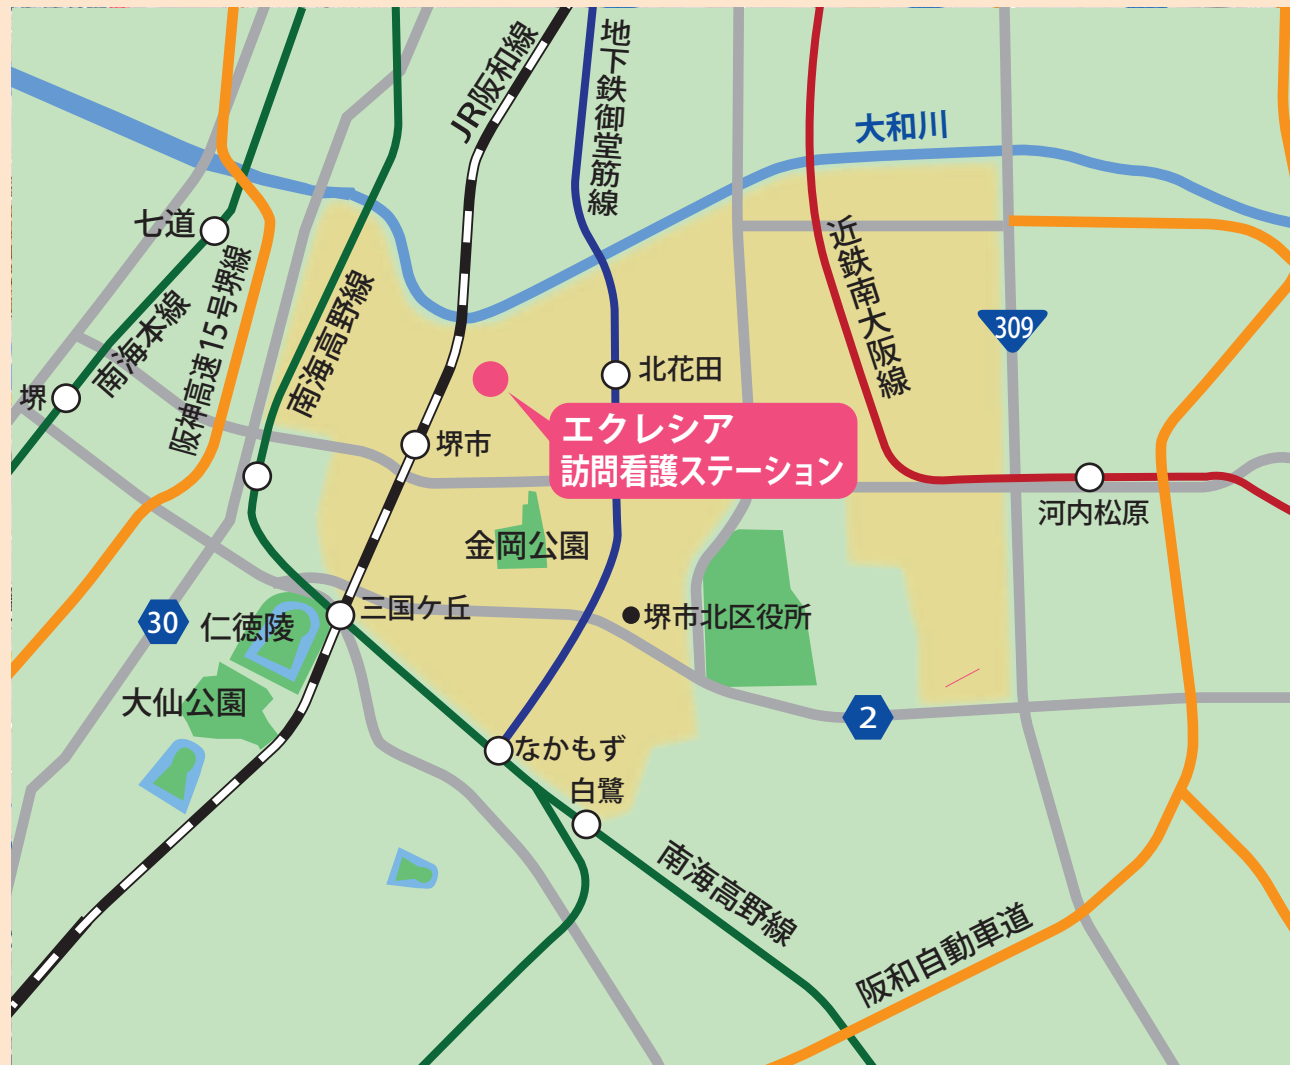 JR阪和線
地下鉄御堂筋線
大和川
七道
阪神高速15号堺線
南海本線
南海高野線
近鉄南大阪線
309
堺
北花田
エクレシア
訪問看護ステーション
堺市
河内松原
金岡公園
三国ケ丘
堺市北区役所
30
仁徳陵
大仙公園
2
なかもず
白鷺
南海高野線
阪和自動車道